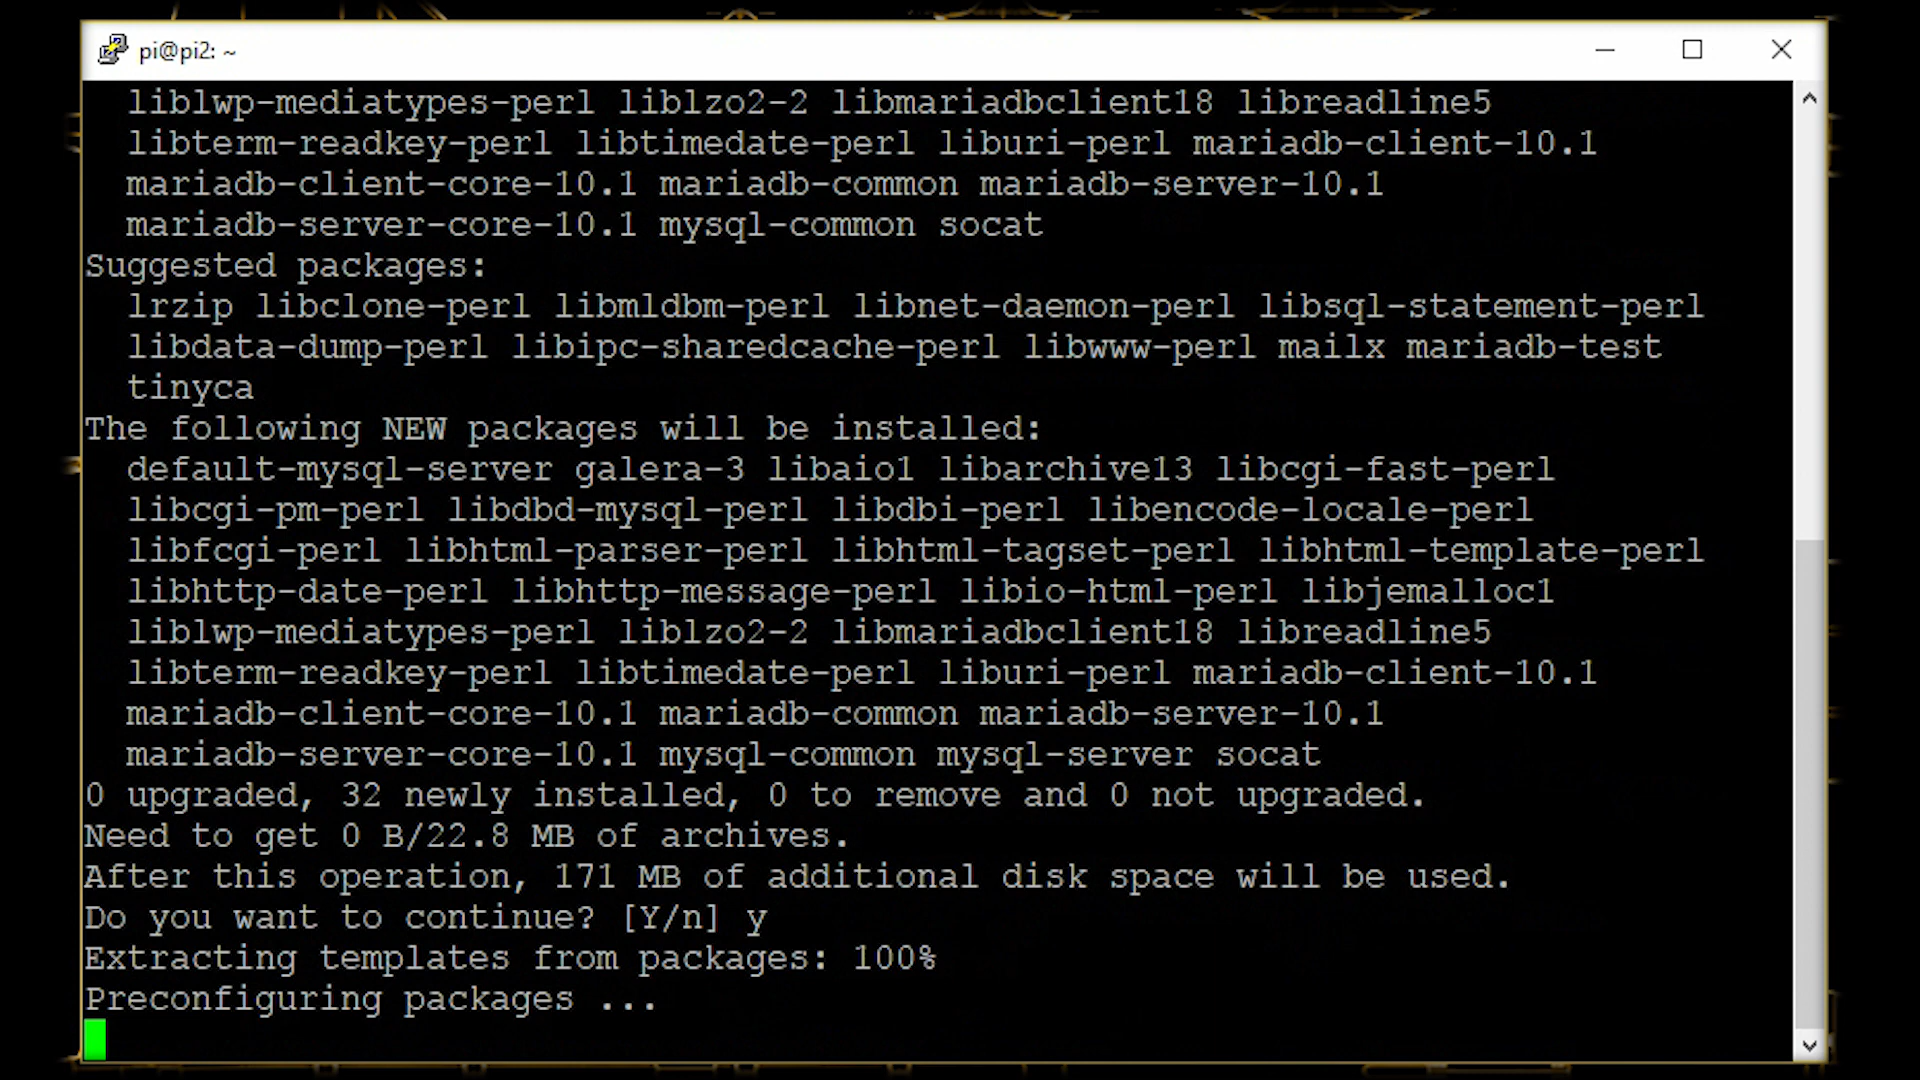 pi@pi2: ~
liblwp-mediatypes-perl liblzo2-2 libmariadbclient18 libreadline5
libterm-readkey-perl libtimedate-perl liburi-perl mariadb-client-10.1
mariadb-client-core-10.1 mariadb-common mariadb-server-10.1
mariadb-server-core-10.1 mysql-common socat
Suggested packages:
lrzip libclone-perl libmldbm-perl libnet-daemon-perl libsql-statement-perl
libdata-dump-perl libipc-sharedcache-perl libwww-perl mailx mariadb-test
tinyca
The following NEW packages will be installed:
default-mysql-server galera-3 libaio1 libarchive13 libcgi-fast-perl
libcgi-pm-perl libdbd-mysql-perl libdbi-perl libencode-locale-perl
libfcgi-perl libhtml-parser-perl libhtml-tagset-perl libhtml-template-perl
libhttp-date-perl libhttp-message-perl libio-html-perl libjemalloc1
liblwp-mediatypes-perl liblzo2-2 libmariadbclient18 libreadline5
libterm-readkey-perl libtimedate-perl liburi-perl mariadb-client-10.1
mariadb-client-core-10.1 mariadb-common mariadb-server-10.1
mariadb-server-core-10.1 mysql-common mysql-server socat
0 upgraded, 32 newly installed, 0 to remove and 0 not upgraded.
Need to get 0 B/22.8 MB of archives.
After this operation, 171 MB of additional disk space will be used.
Do you want to continue? [Y/n] y
Extracting templates from packages: 100%
Preconfiguring packages ...